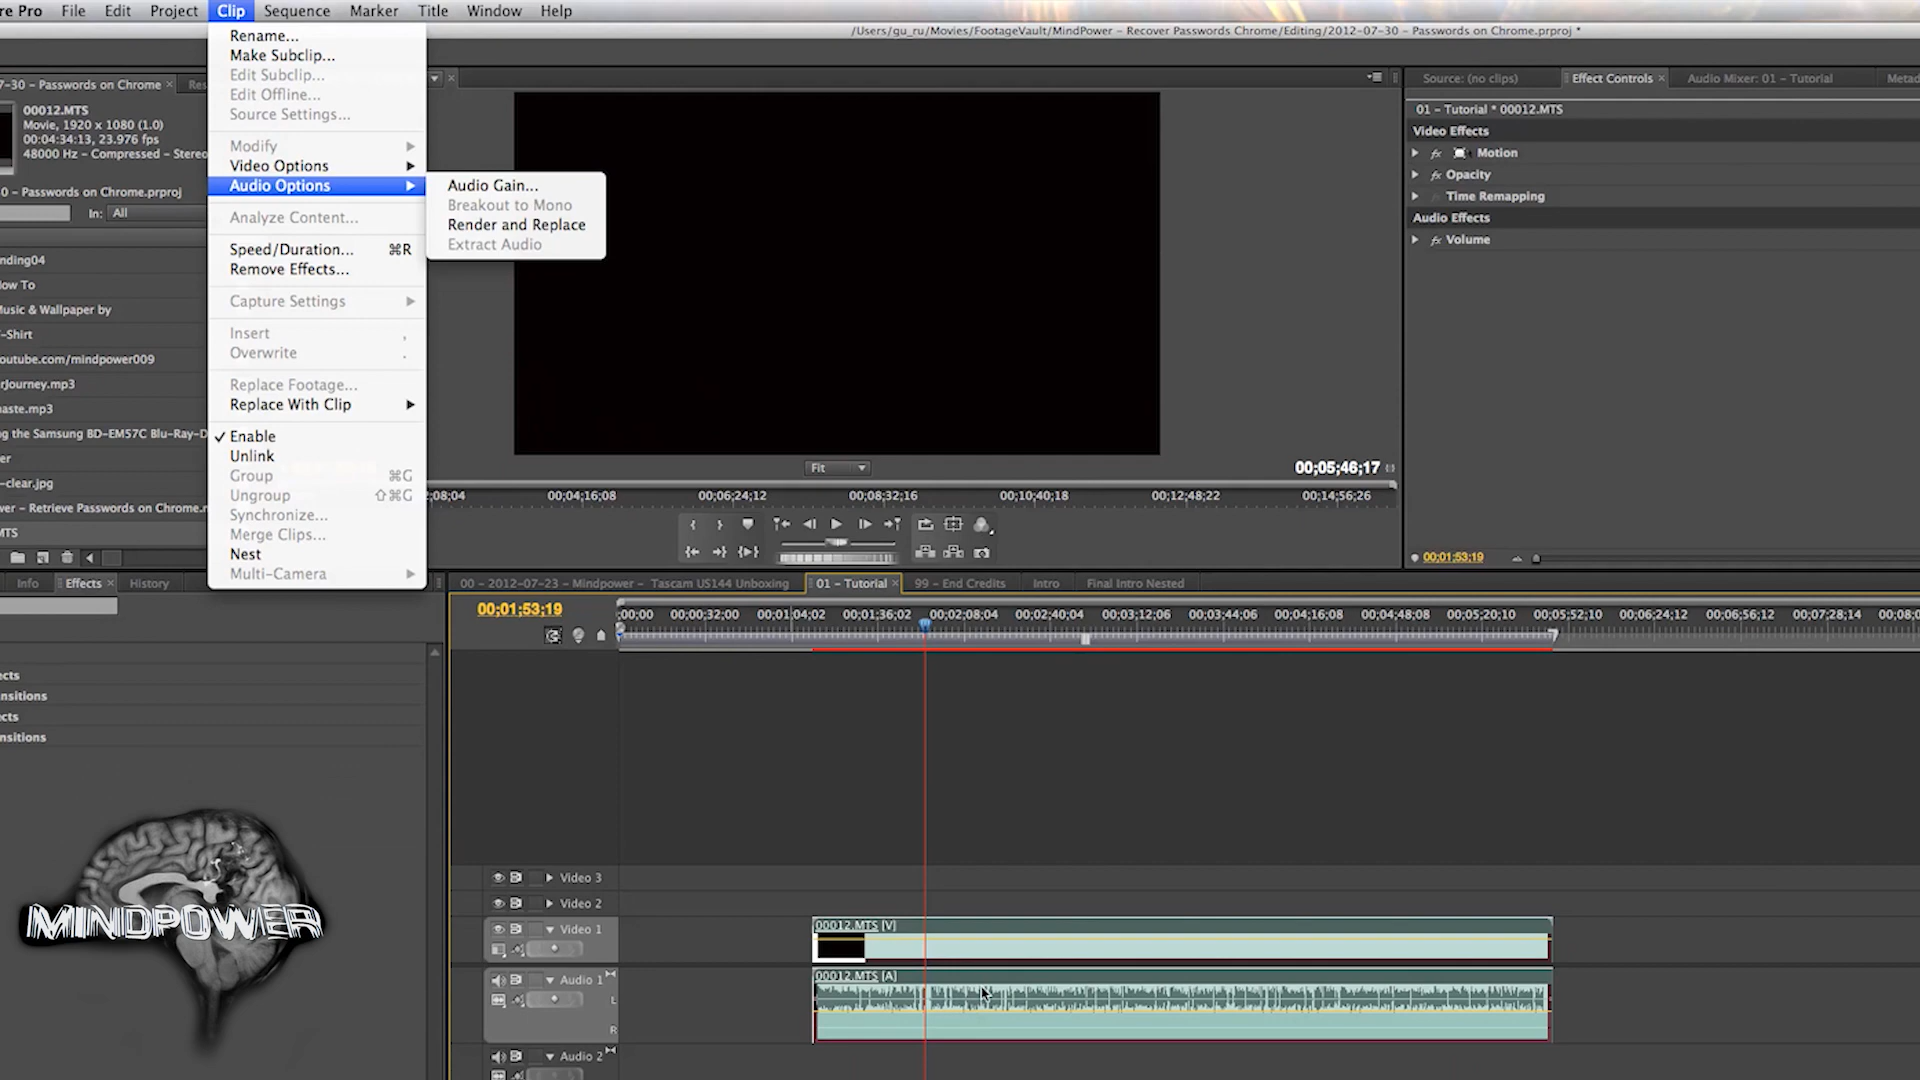 re Pro File Edit Project Clip Sequence Marker Title Window Help
/Users/gu_ru/Movies/FootageVault/MindPower - Recover Passwords Chrome/Editing/2012-07-30 - Passwords on Chrome.prproj *
Rename...
Make Subclip...
Edit Subclip...
Edit Offline...
Source Settings...
Modify
Video Options
Audio Options
Analyze Content...
Speed/Duration... ⌘R
Remove Effects...
Capture Settings
Insert ,
Overwrite .
Replace Footage...
Replace With Clip
✓ Enable
Unlink
Group ⌘G
Ungroup ⇧⌘G
Synchronize...
Merge Clips...
Nest
Multi-Camera
Audio Gain...
Breakout to Mono
Render and Replace
Extract Audio
7-30 - Passwords on Chrome
00012.MTS
Movie, 1920 x 1080 (1.0)
00:04:34:13, 23.976 fps
48000 Hz - Compressed - Stereo
0 - Passwords on Chrome.prproj
In: All
nding04
ow To
Music & Wallpaper by
-Shirt
outube.com/mindpower009
rJourney.mp3
aste.mp3
g the Samsung BD-EM57C Blu-Ray-D
er
-clear.jpg
wer - Retrieve Passwords on Chrome.m
MTS
Source: (no clips) Effect Controls Audio Mixer: 01 - Tutorial Metad
01 - Tutorial * 00012.MTS
Video Effects
fx Motion
fx Opacity
Time Remapping
Audio Effects
fx Volume
00;01;53;19
Fit 00;05;46;17
2;08;04 00;04;16;08 00;06;24;12 00;08;32;16 00;10;40;18 00;12;48;22 00;14;56;26
Info Effects History
ects
nsitions
ects
nsitions
MINDPOWER
00 - 2012-07-23 - Mindpower - Tascam US144 Unboxing 01 - Tutorial 99 - End Credits Intro Final Intro Nested
00;01;53;19
;00;00 00;00;32;00 00;01;04;02 00;01;36;02 00;02;08;04 00;02;40;04 00;03;12;06 00;03;44;06 00;04;16;08 00;04;48;08 00;05;20;10 00;05;52;10 00;06;24;12 00;06;56;12 00;07;28;14 00;08;0
Video 3
Video 2
Video 1
00012.MTS [V]
Audio 1
L
R
00012.MTS [A]
Audio 2